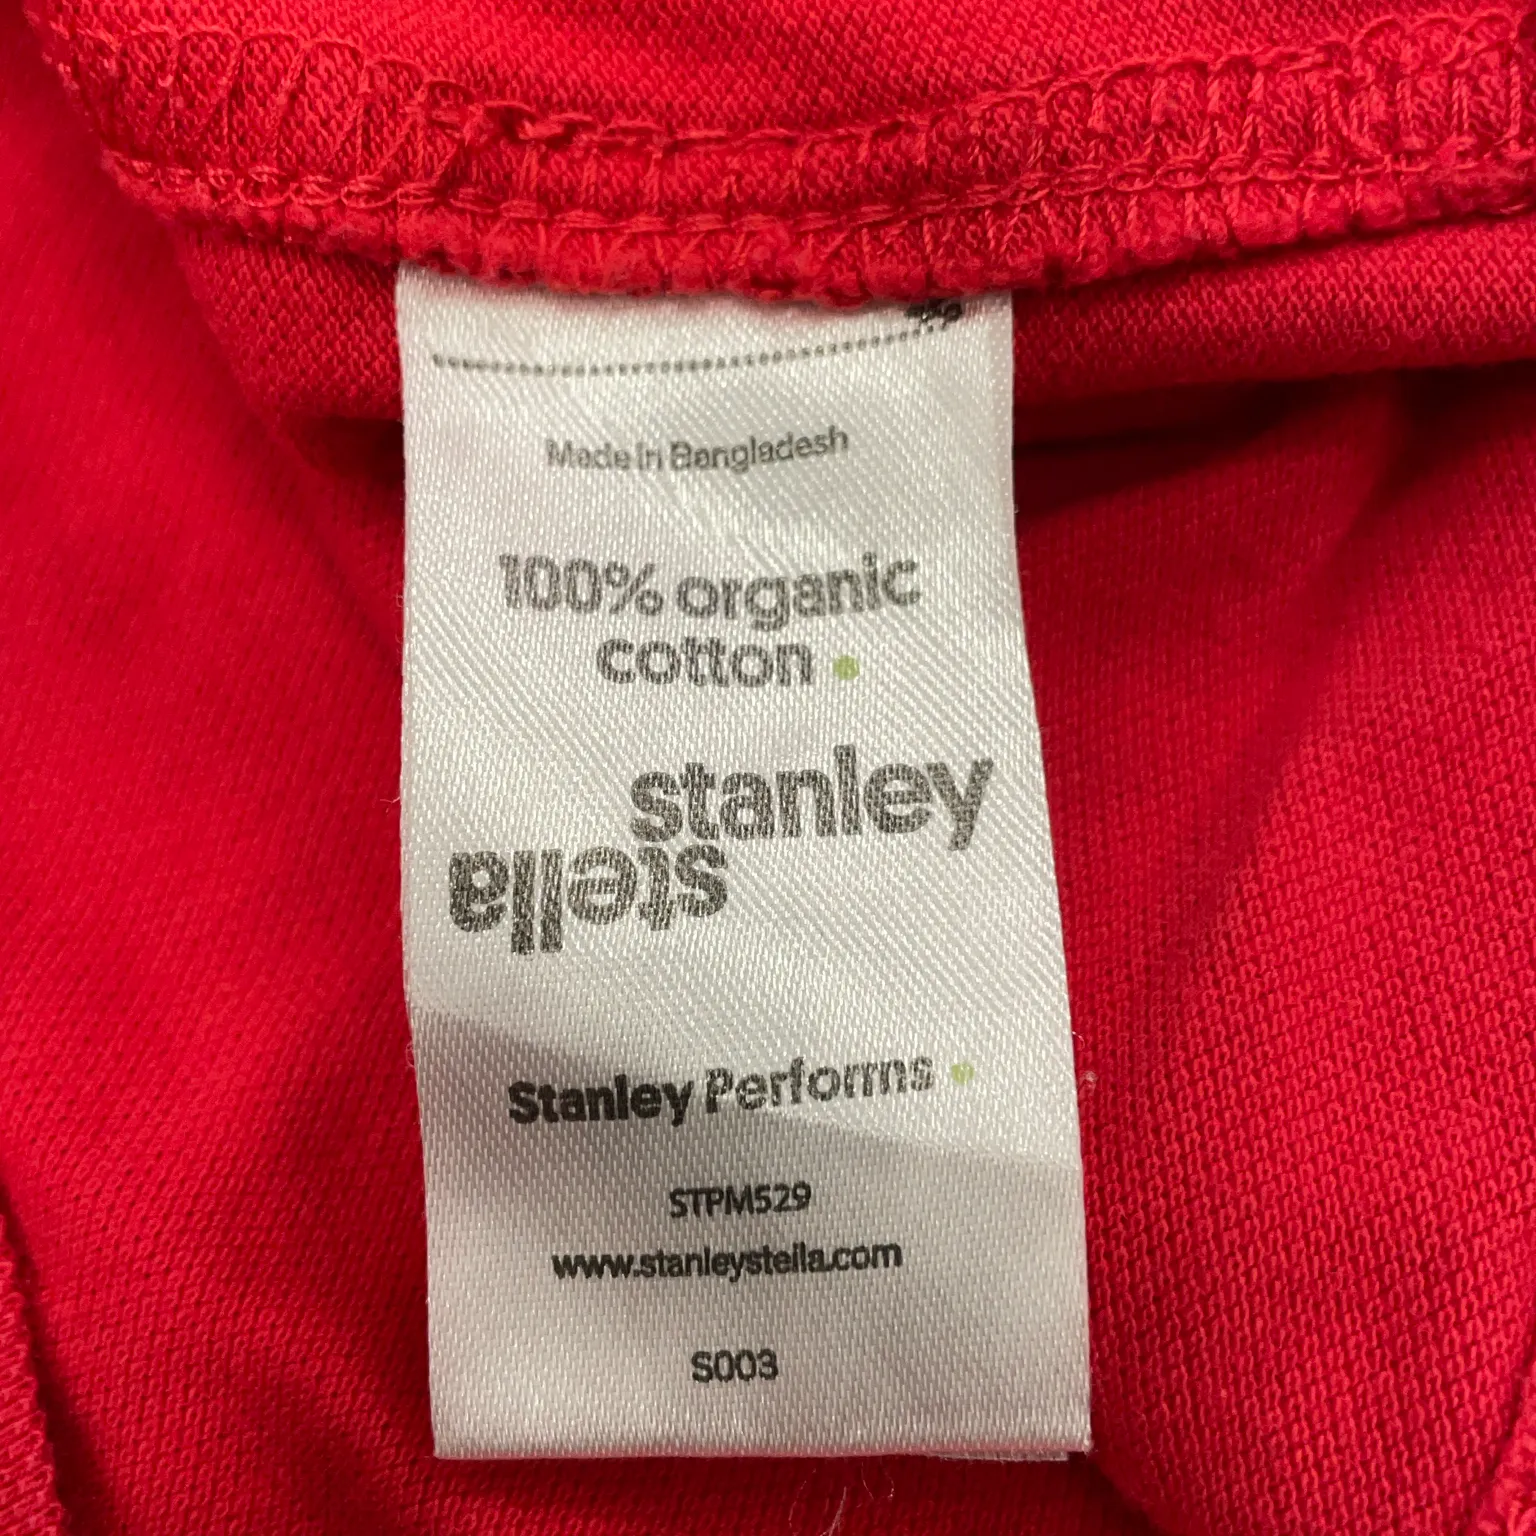 Made in Bangladesh
100% organic
cotton
stanley
stella
Stanley Performs
STPM529
www.stanleystella.com
S003